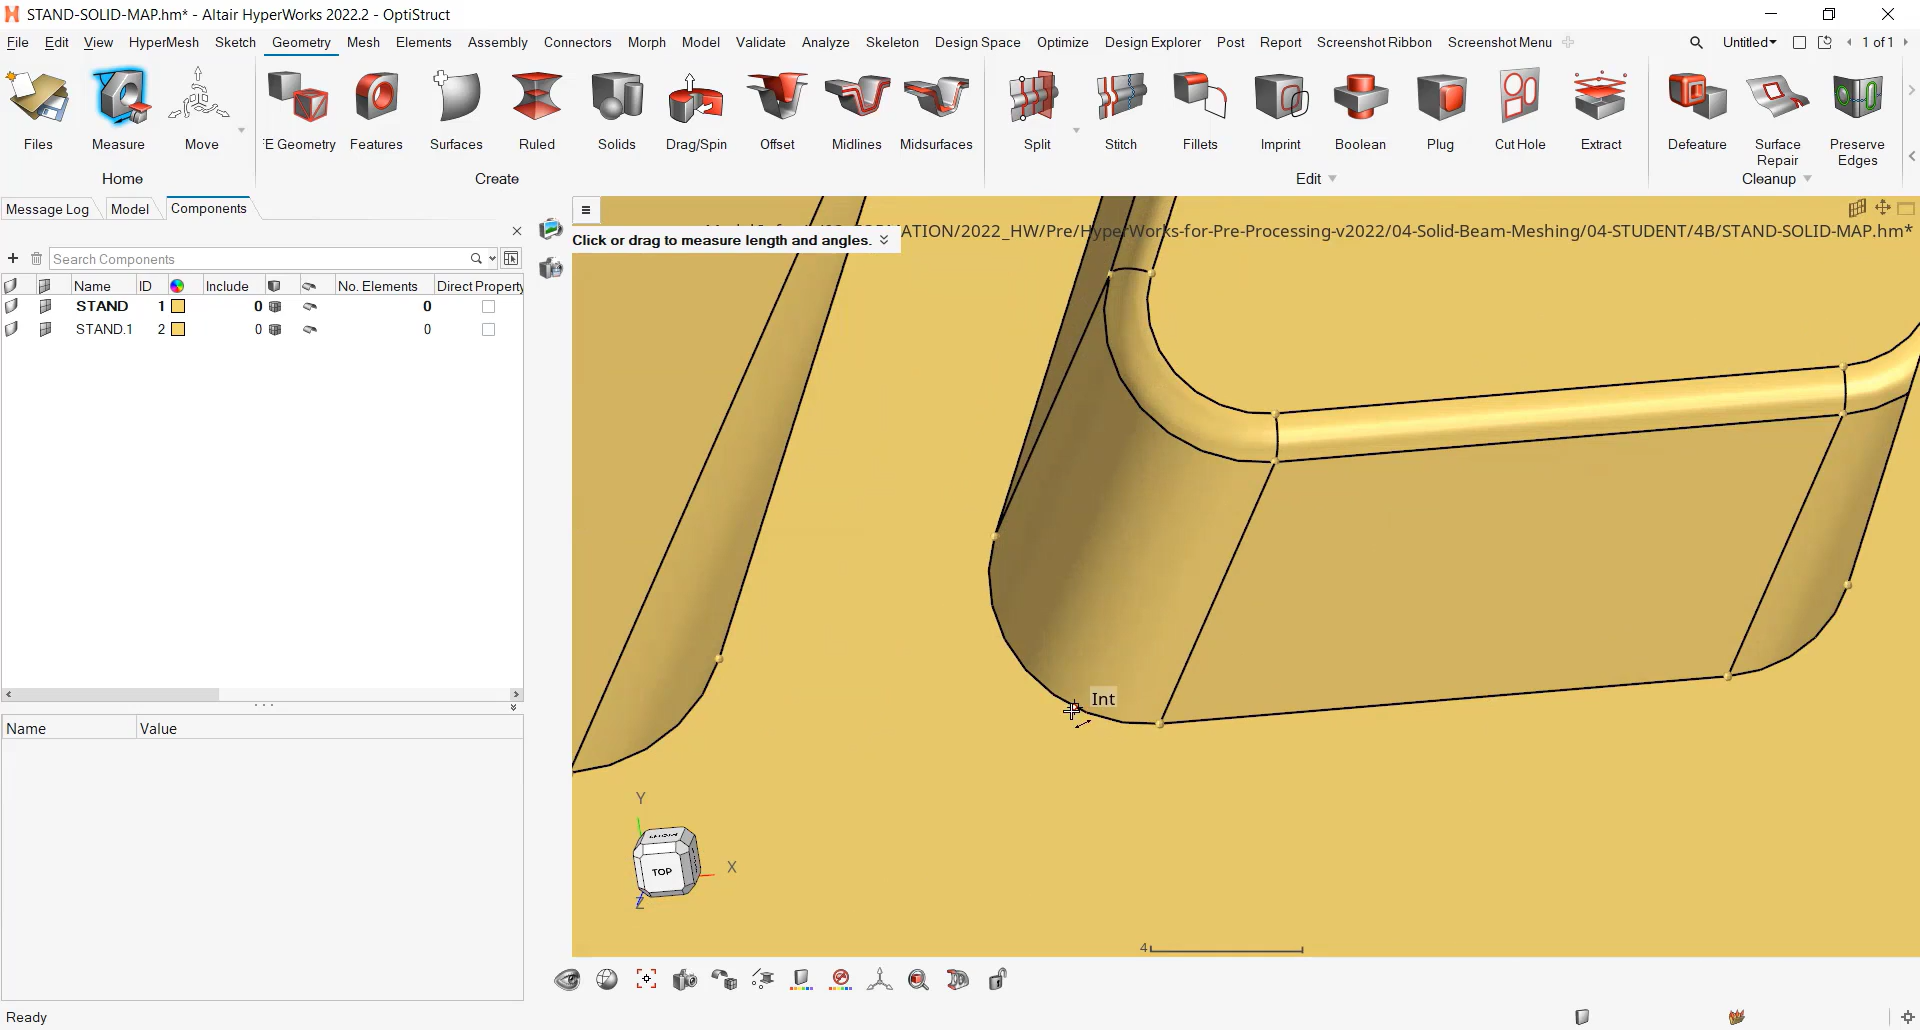 STAND-SOLID-MAP.hm* - Altair HyperWorks 2022.2 - OptiStruct
File Edit View HyperMesh Sketch Geometry Mesh Elements Assembly Connectors Morph Model Validate Analyze Skeleton Design Space Optimize Design Explorer Post Report Screenshot Ribbon Screenshot Menu Untitled 1 of 1
Files Measure Move E Geometry Features Surfaces Ruled Solids Drag/Spin Offset Midlines Midsurfaces Split Stitch Fillets Imprint Boolean Plug Cut Hole Extract Defeature Surface Repair Preserve Edges
Home Create Edit Cleanup
Message Log Model Components
Click or drag to measure length and angles.
MATION/2022_HW/Pre/HyperWorks-for-Pre-Processing-v2022/04-Solid-Beam-Meshing/04-STUDENT/4B/STAND-SOLID-MAP.hm*
Search Components
Name ID Include No. Elements Direct Property
STAND 1 0 0
STAND.1 2 0 0
Int
Name Value
Y
X
TOP
Z
4
Ready